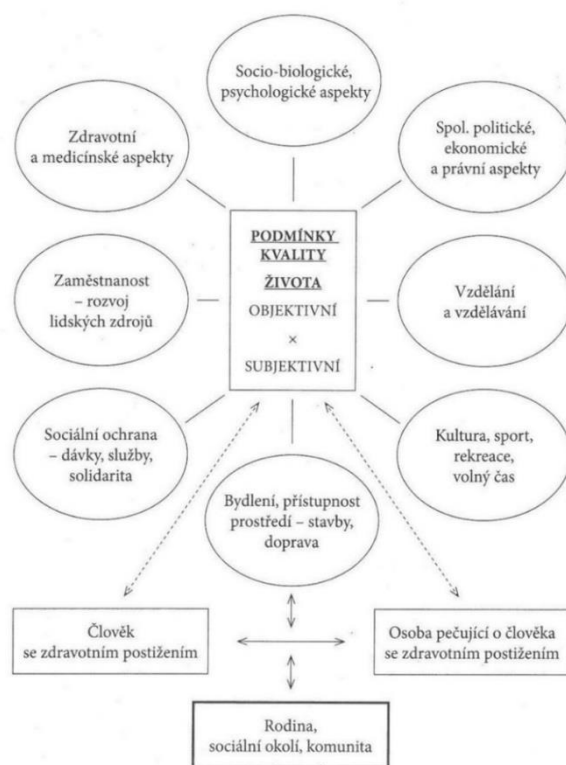 Socio-biologické,
psychologické aspekty
Zdravotní
a medicínské aspekty
Spol. politické,
ekonomické
a právní aspekty
PODMÍNKY
KVALITY
ŽIVOTA
OBJEKTIVNÍ
×
SUBJEKTIVNÍ
Zaměstnanost
– rozvoj
lidských zdrojů
Vzdělání
a vzdělávání
Sociální ochrana
– dávky, služby,
solidarita
Kultura, sport,
rekreace,
volný čas
Bydlení, přístupnost
prostředí – stavby,
doprava
Člověk
se zdravotním postižením
Osoba pečující o člověka
se zdravotním postižením
Rodina,
sociální okolí, komunita